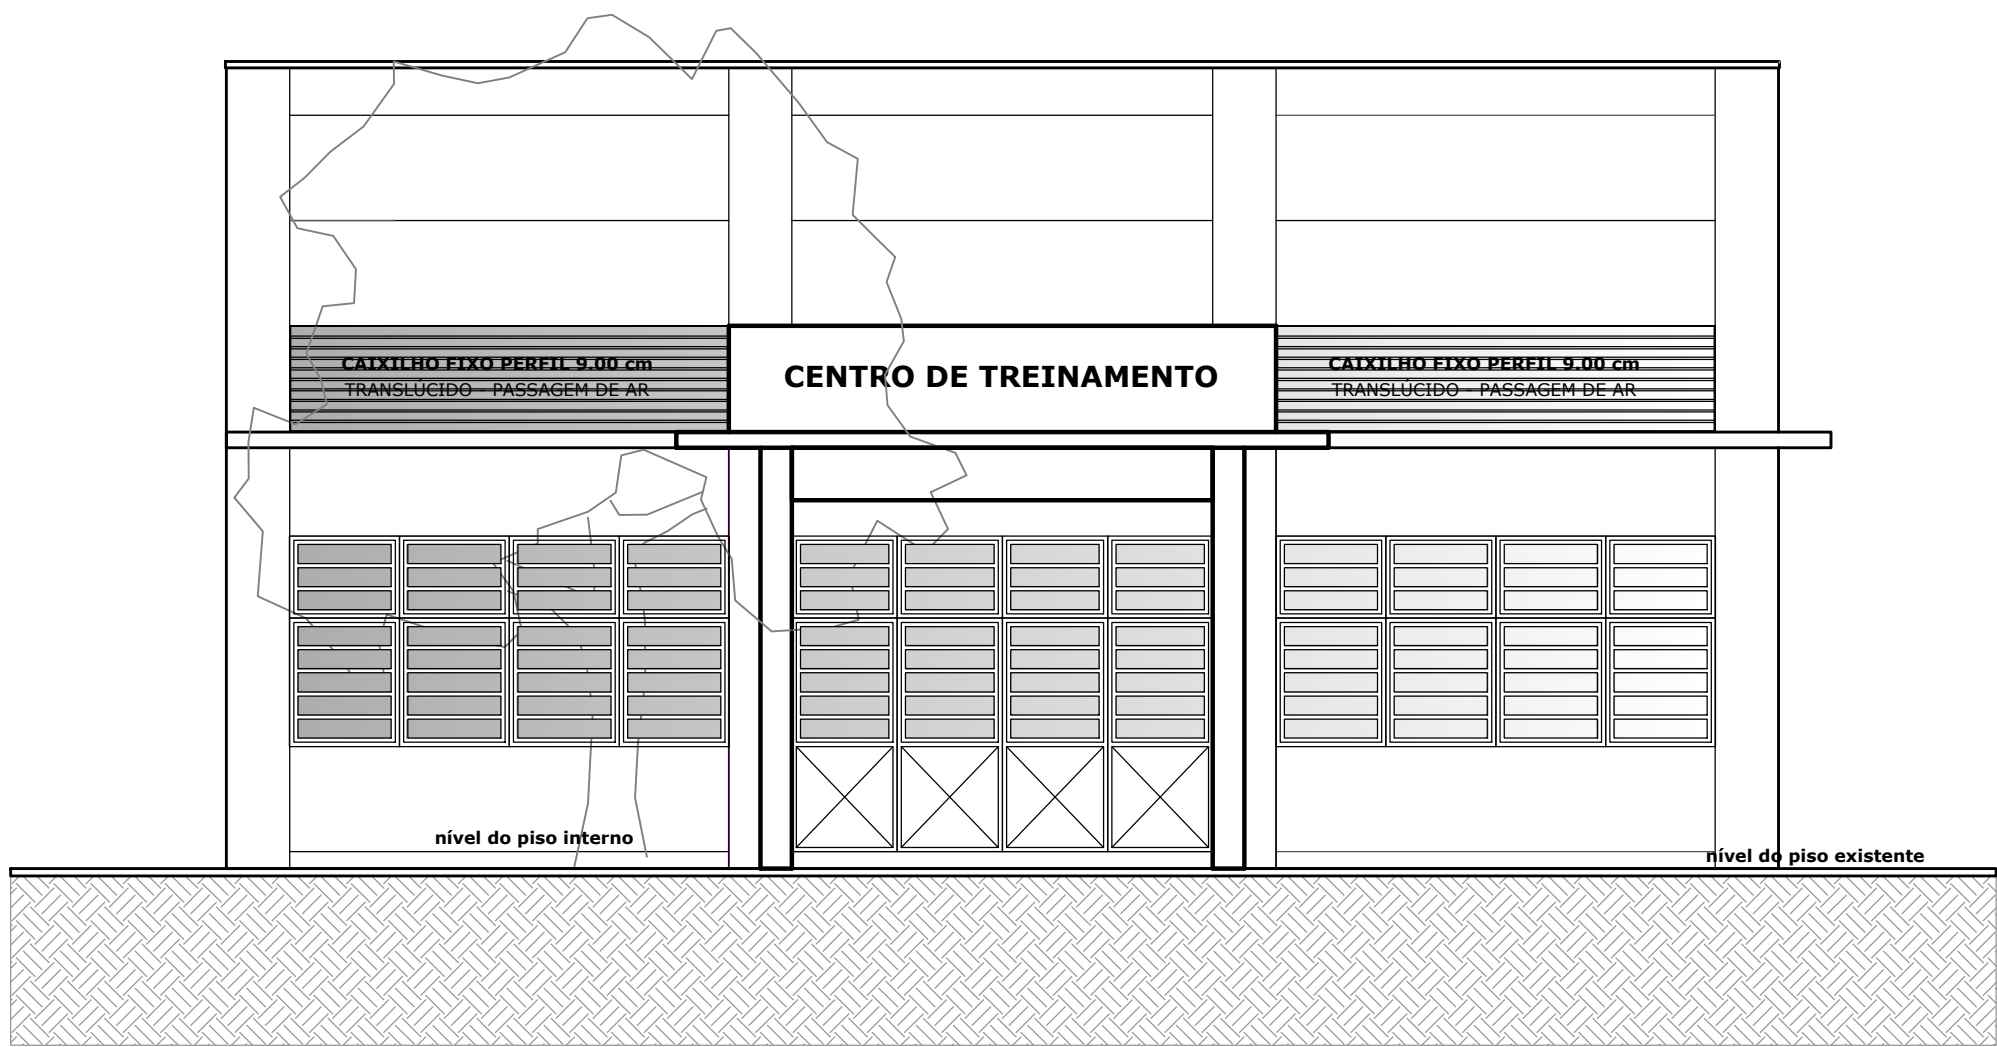 CAIXILHO FIXO PERFIL 9.00 cm
TRANSLÚCIDO - PASSAGEM DE AR
CENTRO DE TREINAMENTO
CAIXILHO FIXO PERFIL 9.00 cm
TRANSLÚCIDO - PASSAGEM DE AR
nível do piso interno
nível do piso existente